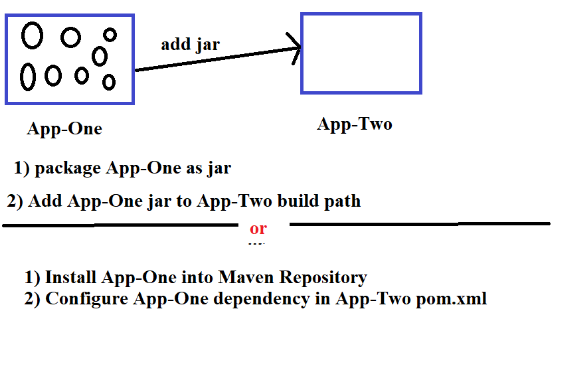 add jar
App-One
App-Two
1) package App-One as jar
2) Add App-One jar to App-Two build path
or
1) Install App-One into Maven Repository
2) Configure App-One dependency in App-Two pom.xml